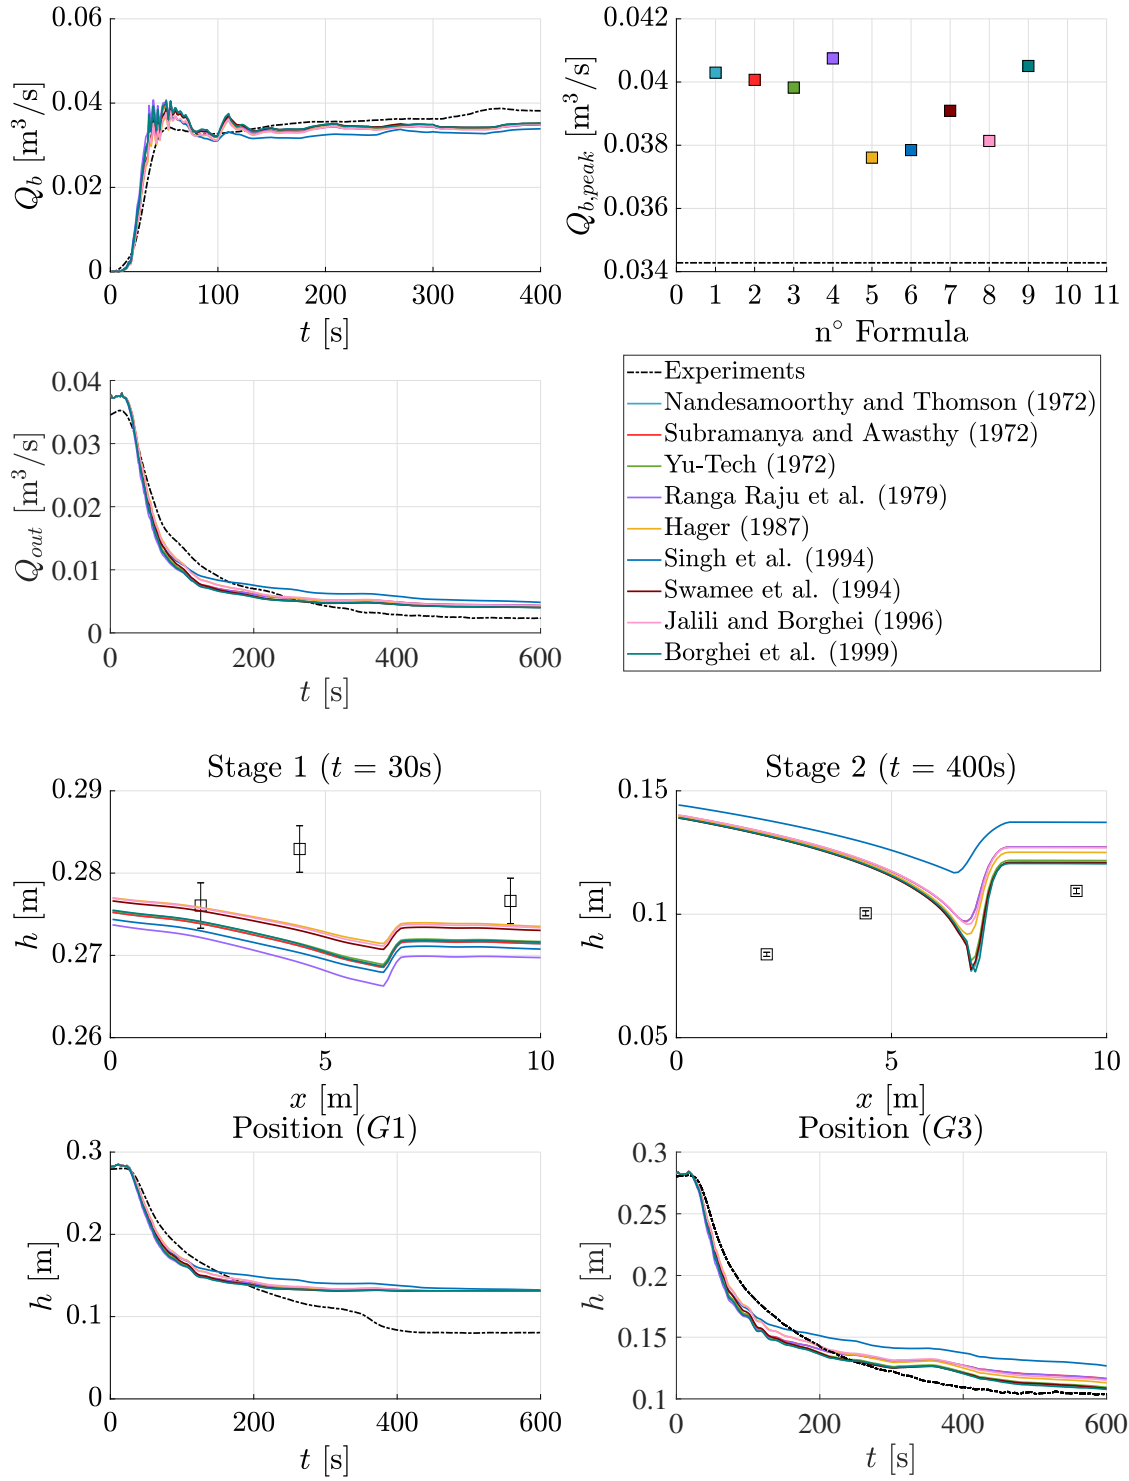 0.06
0.04
0.02
0
Q_b [m³/s]
0 100 200 300 400
t [s]
0.042
0.04
0.038
0.036
0.034
Q_{b,peak} [m³/s]
0 1 2 3 4 5 6 7 8 9 10 11
n° Formula
0.04
0.03
0.02
0.01
0
Q_{out} [m³/s]
0 200 400 600
t [s]
Experiments
Nandesamoorthy and Thomson (1972)
Subramanya and Awasthy (1972)
Yu-Tech (1972)
Ranga Raju et al. (1979)
Hager (1987)
Singh et al. (1994)
Swamee et al. (1994)
Jalili and Borghei (1996)
Borghei et al. (1999)
Stage 1 (t = 30s)
0.29
0.28
0.27
0.26
h [m]
0 5 10
x [m]
Stage 2 (t = 400s)
0.15
0.1
0.05
h [m]
0 5 10
x [m]
Position (G1)
0.3
0.2
0.1
0
h [m]
0 200 400 600
t [s]
Position (G3)
0.3
0.25
0.2
0.15
0.1
h [m]
0 200 400 600
t [s]